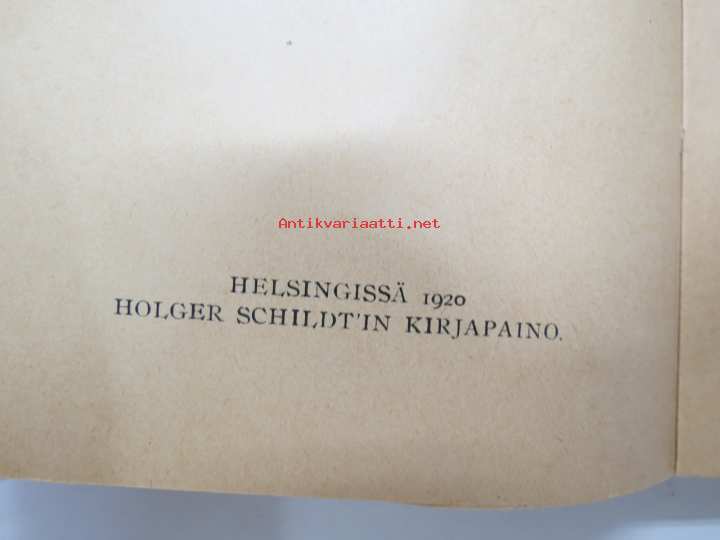 Antikvariaatti.net
HELSINGISSÄ 1920
HOLGER SCHILDT'IN KIRJAPAINO.